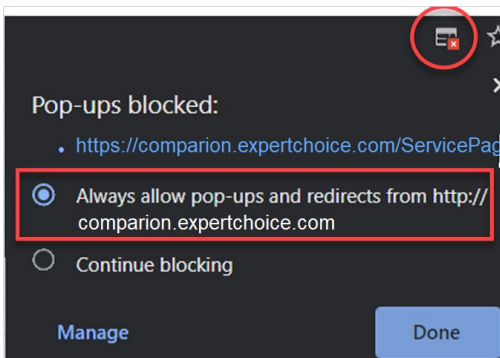 Pop-ups blocked:
https://comparion.expertchoice.com/ServicePag
Always allow pop-ups and redirects from http://
comparion.expertchoice.com
Continue blocking
Manage
Done